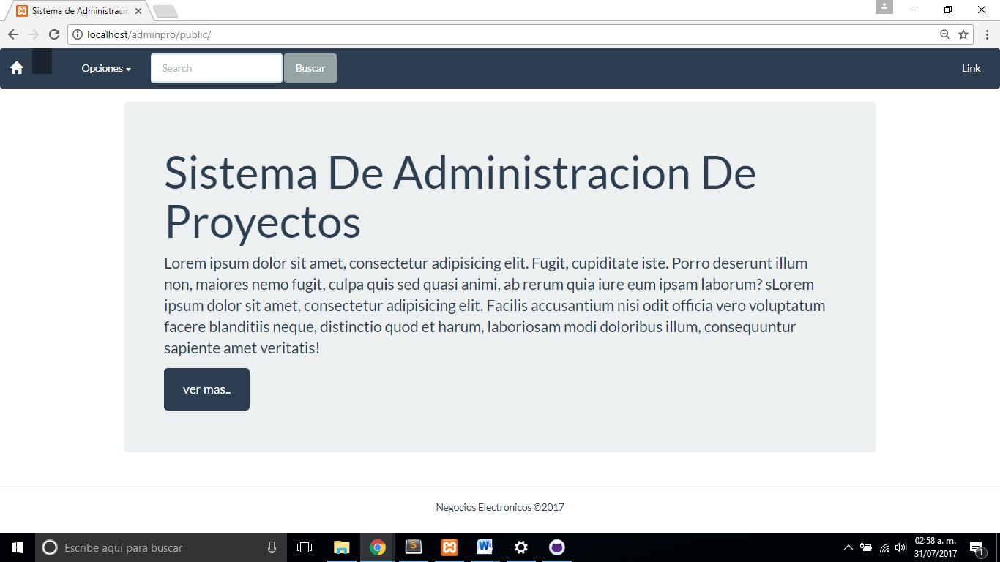 Sistema de Administracic
localhost/adminpro/public/
Opciones
Search
Buscar
Link
Sistema De Administracion De
Proyectos
Lorem ipsum dolor sit amet, consectetur adipisicing elit. Fugit, cupiditate iste. Porro deserunt illum
non, maiores nemo fugit, culpa quis sed quasi animi, ab rerum quia iure eum ipsam laborum? sLorem
ipsum dolor sit amet, consectetur adipisicing elit. Facilis accusantium nisi odit officia vero voluptatum
facere blanditiis neque, distinctio quod et harum, laboriosam modi doloribus illum, consequuntur
sapiente amet veritatis!
ver mas..
Negocios Electronicos ©2017
Escribe aquí para buscar
02:58 a. m.
31/07/2017
1